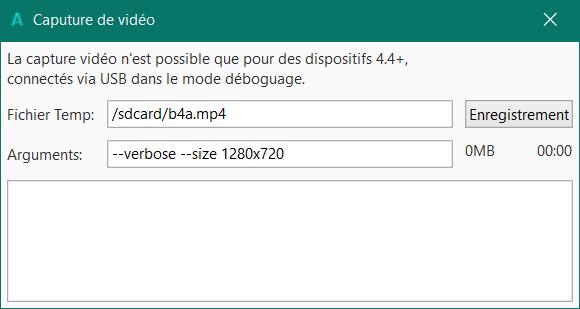 A Caputure de vidéo
La capture vidéo n'est possible que pour des dispositifs 4.4+,
connectés via USB dans le mode déboguage.
Fichier Temp: /sdcard/b4a.mp4 Enregistrement
Arguments: --verbose --size 1280x720 0MB 00:00